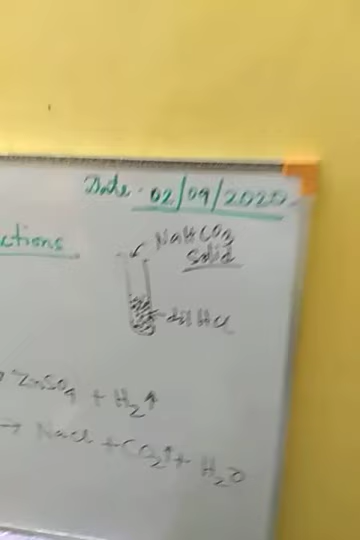 Date : 02/09/2020
ctions
NaHCO3
Solid
dil HCl
→ ZnSO4 + H2↑
→ NaCl + CO2↑ + H2O